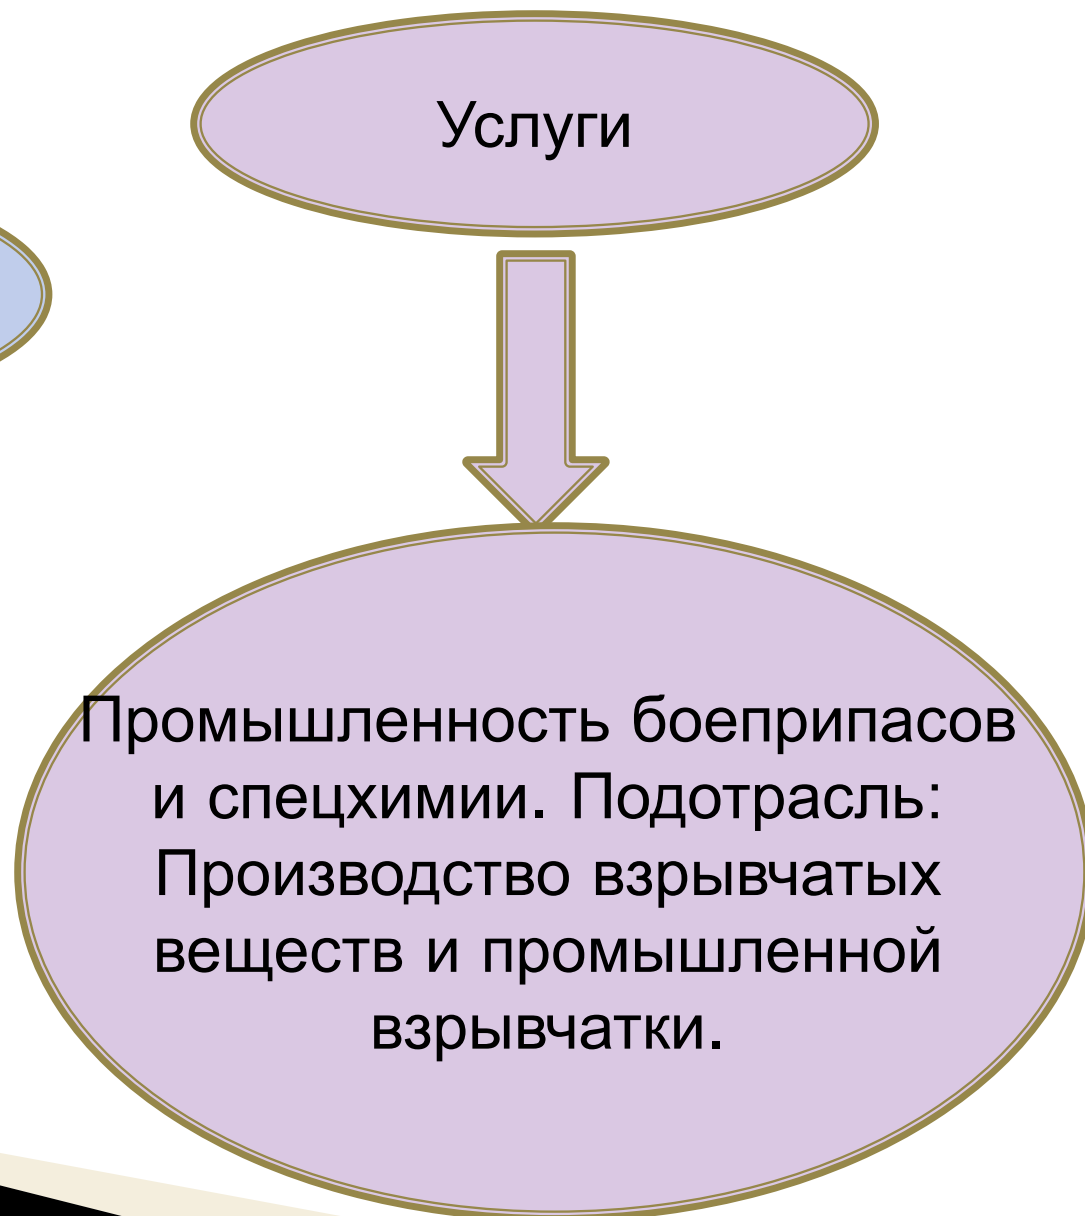 Услуги
Промышленность боеприпасов
и спецхимии. Подотрасль:
Производство взрывчатых
веществ и промышленной
взрывчатки.